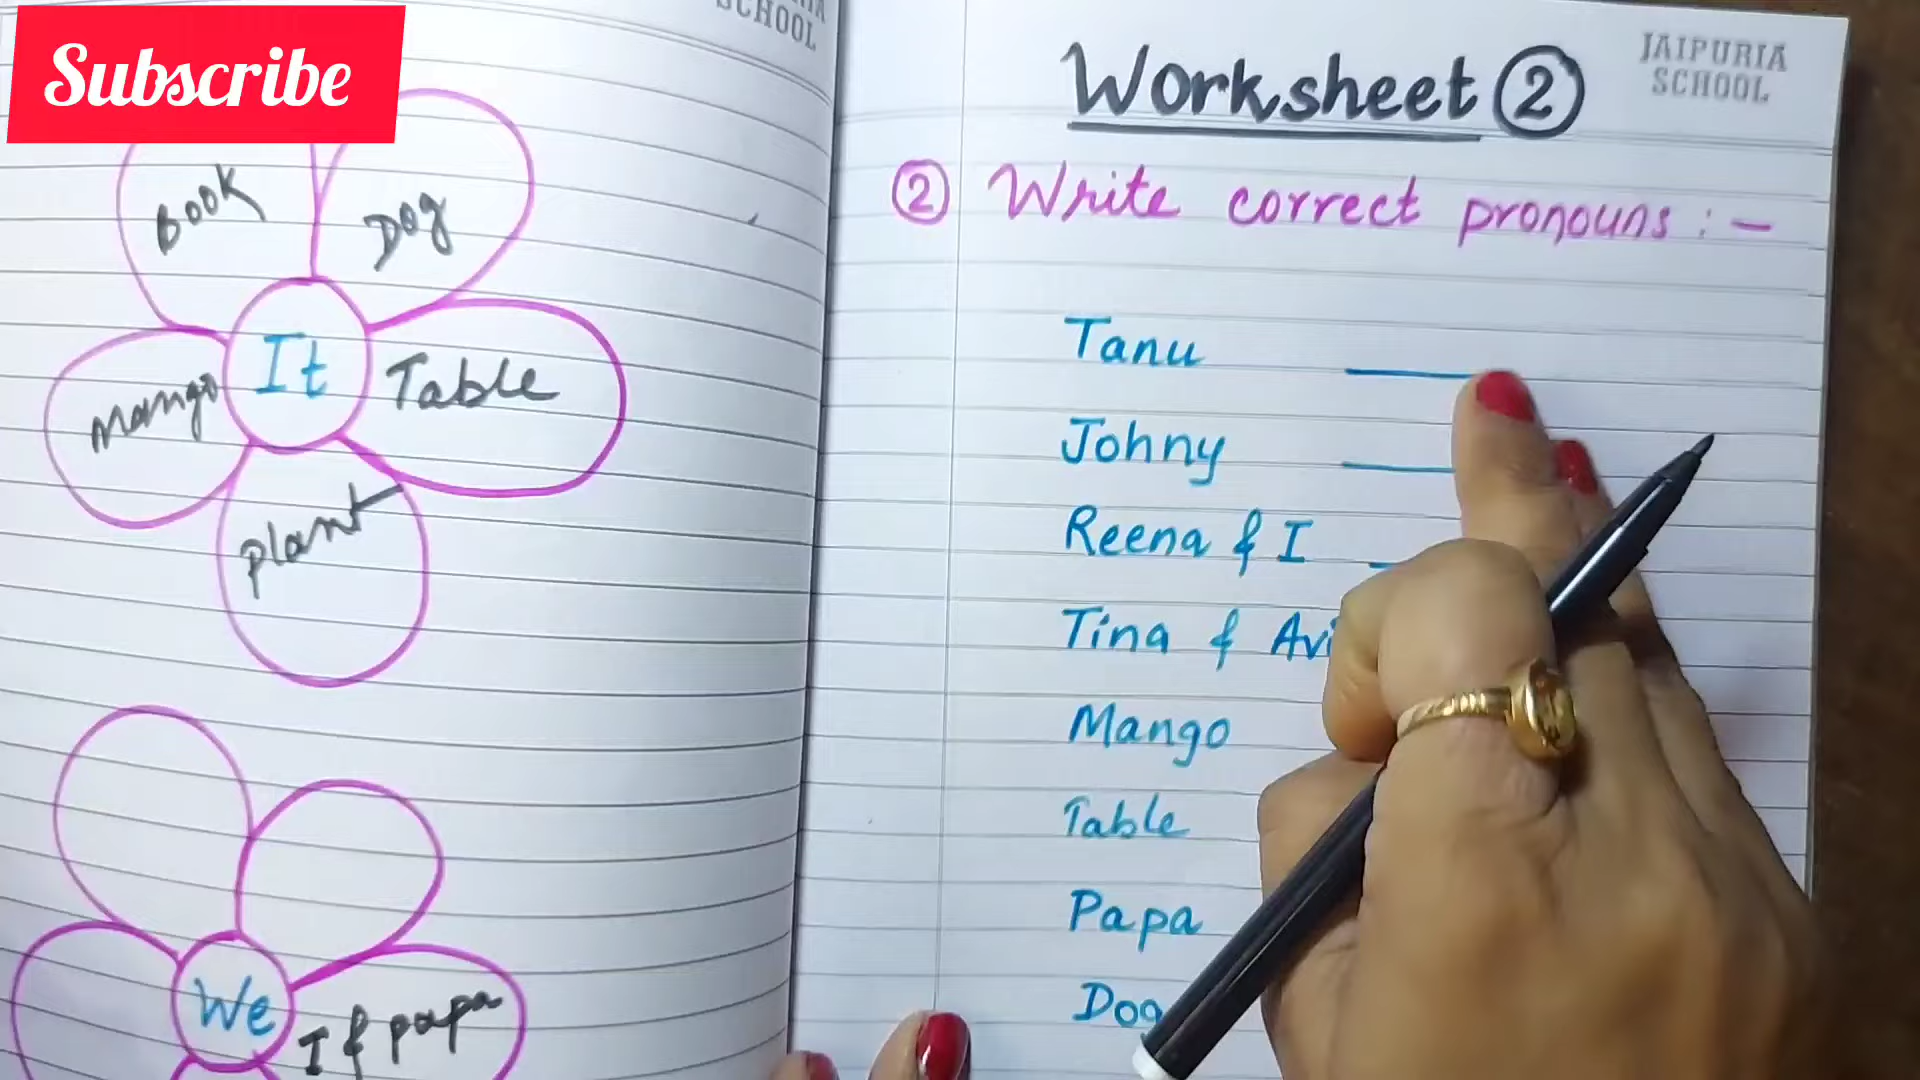 Subscribe
SCHOOL
Book
Dog
It
Table
Mango
plant
We
I & papa
JAIPURIA
SCHOOL
Worksheet 2
2 Write correct pronouns : -
Tanu
Johny
Reena & I
Tina & Avi
Mango
Table
Papa
Dog